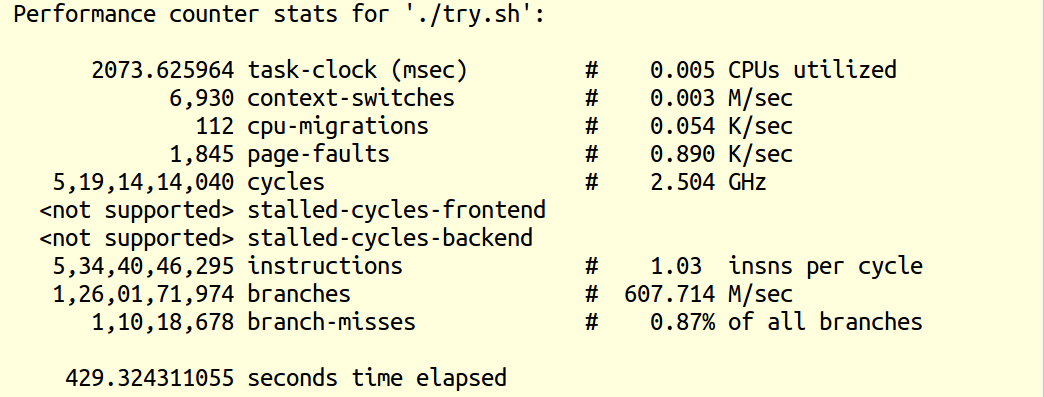 Performance counter stats for './try.sh':
2073.625964 task-clock (msec) # 0.005 CPUs utilized
6,930 context-switches # 0.003 M/sec
112 cpu-migrations # 0.054 K/sec
1,845 page-faults # 0.890 K/sec
5,19,14,14,040 cycles # 2.504 GHz
<not supported> stalled-cycles-frontend
<not supported> stalled-cycles-backend
5,34,40,46,295 instructions # 1.03 insns per cycle
1,26,01,71,974 branches # 607.714 M/sec
1,10,18,678 branch-misses # 0.87% of all branches
429.324311055 seconds time elapsed